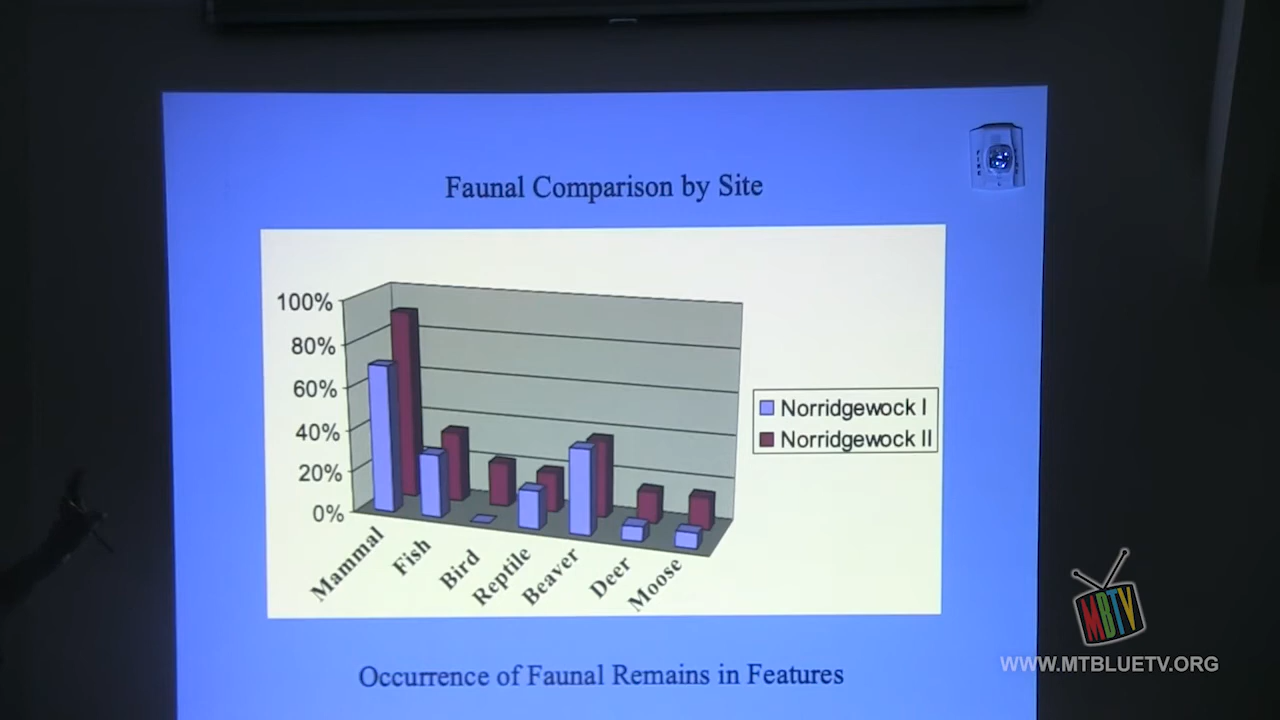 Faunal Comparison by Site
100%
80%
60%
40%
20%
0%
Mammal
Fish
Bird
Reptile
Beaver
Deer
Moose
Norridgewock I
Norridgewock II
Occurrence of Faunal Remains in Features
FIRE
MBTV
WWW.MTBLUETV.ORG